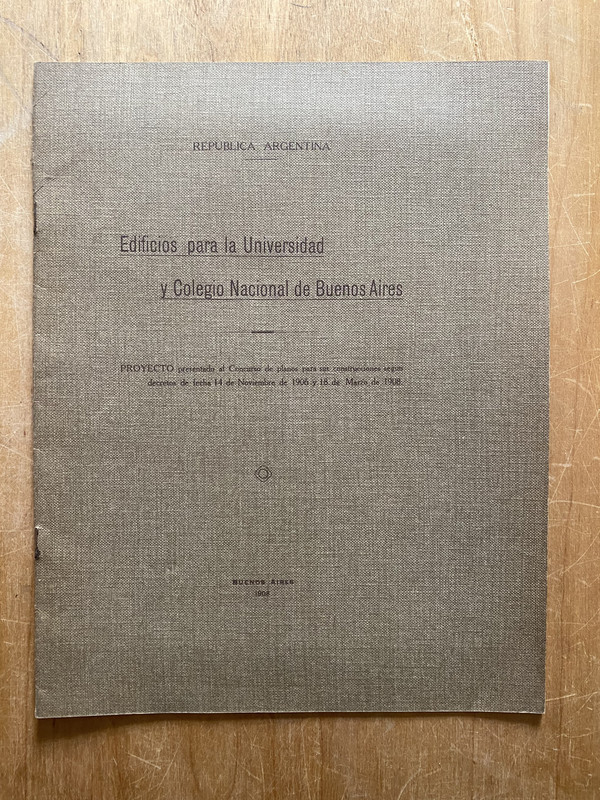 REPUBLICA ARGENTINA
Edificios para la Universidad
y Colegio Nacional de Buenos Aires
PROYECTO presentado al Concurso de planos para sus construcciones según
decretos de fecha 14 de Noviembre de 1906 y 18 de Marzo de 1908.
BUENOS AIRES
1908